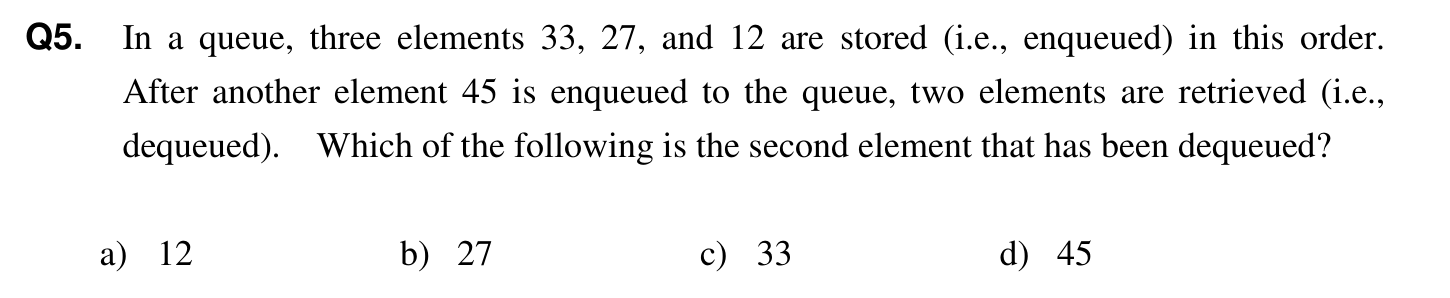 Q5. In a queue, three elements 33, 27, and 12 are stored (i.e., enqueued) in this order.
After another element 45 is enqueued to the queue, two elements are retrieved (i.e.,
dequeued). Which of the following is the second element that has been dequeued?
a) 12 b) 27 c) 33 d) 45